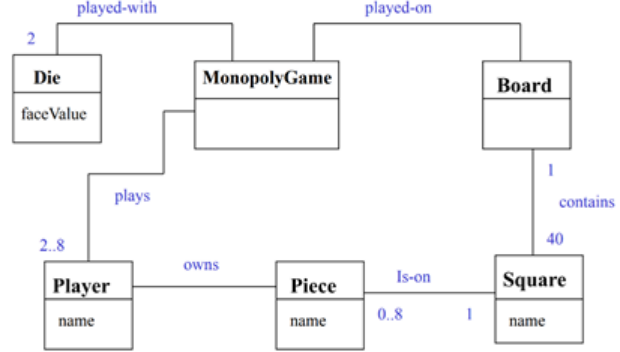 played-with
played-on
2
Die
faceValue
MonopolyGame
Board
plays
1
contains
2..8
40
Player
name
owns
Piece
name
Is-on
0..8
1
Square
name